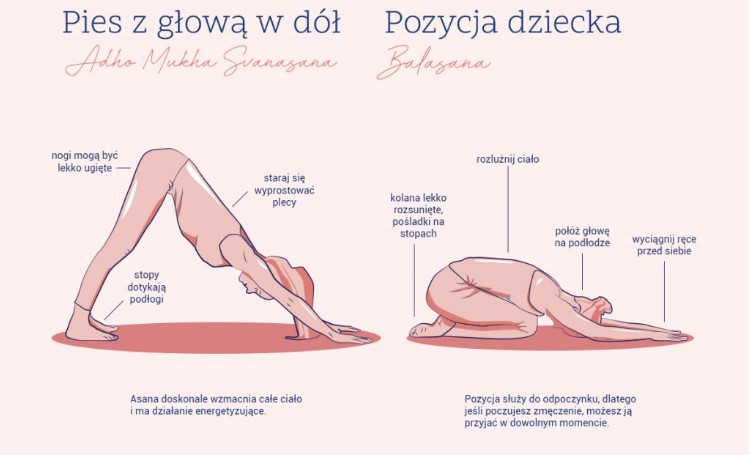 Pies z głową w dół
Adho Mukha Svanasana
nogi mogą być
lekko ugięte
staraj się
wyprostować
plecy
stopy
dotykają
podłogi
Asana doskonale wzmacnia całe ciało
i ma działanie energetyzujące.
Pozycja dziecka
Balasana
rozluźnij ciało
kolana lekko
rozsunięte,
pośladki na
stopach
połóż głowę
na podłodze
wyciągnij ręce
przed siebie
Pozycja służy do odpoczynku, dlatego
jeśli poczujesz zmęczenie, możesz ją
przyjąć w dowolnym momencie.